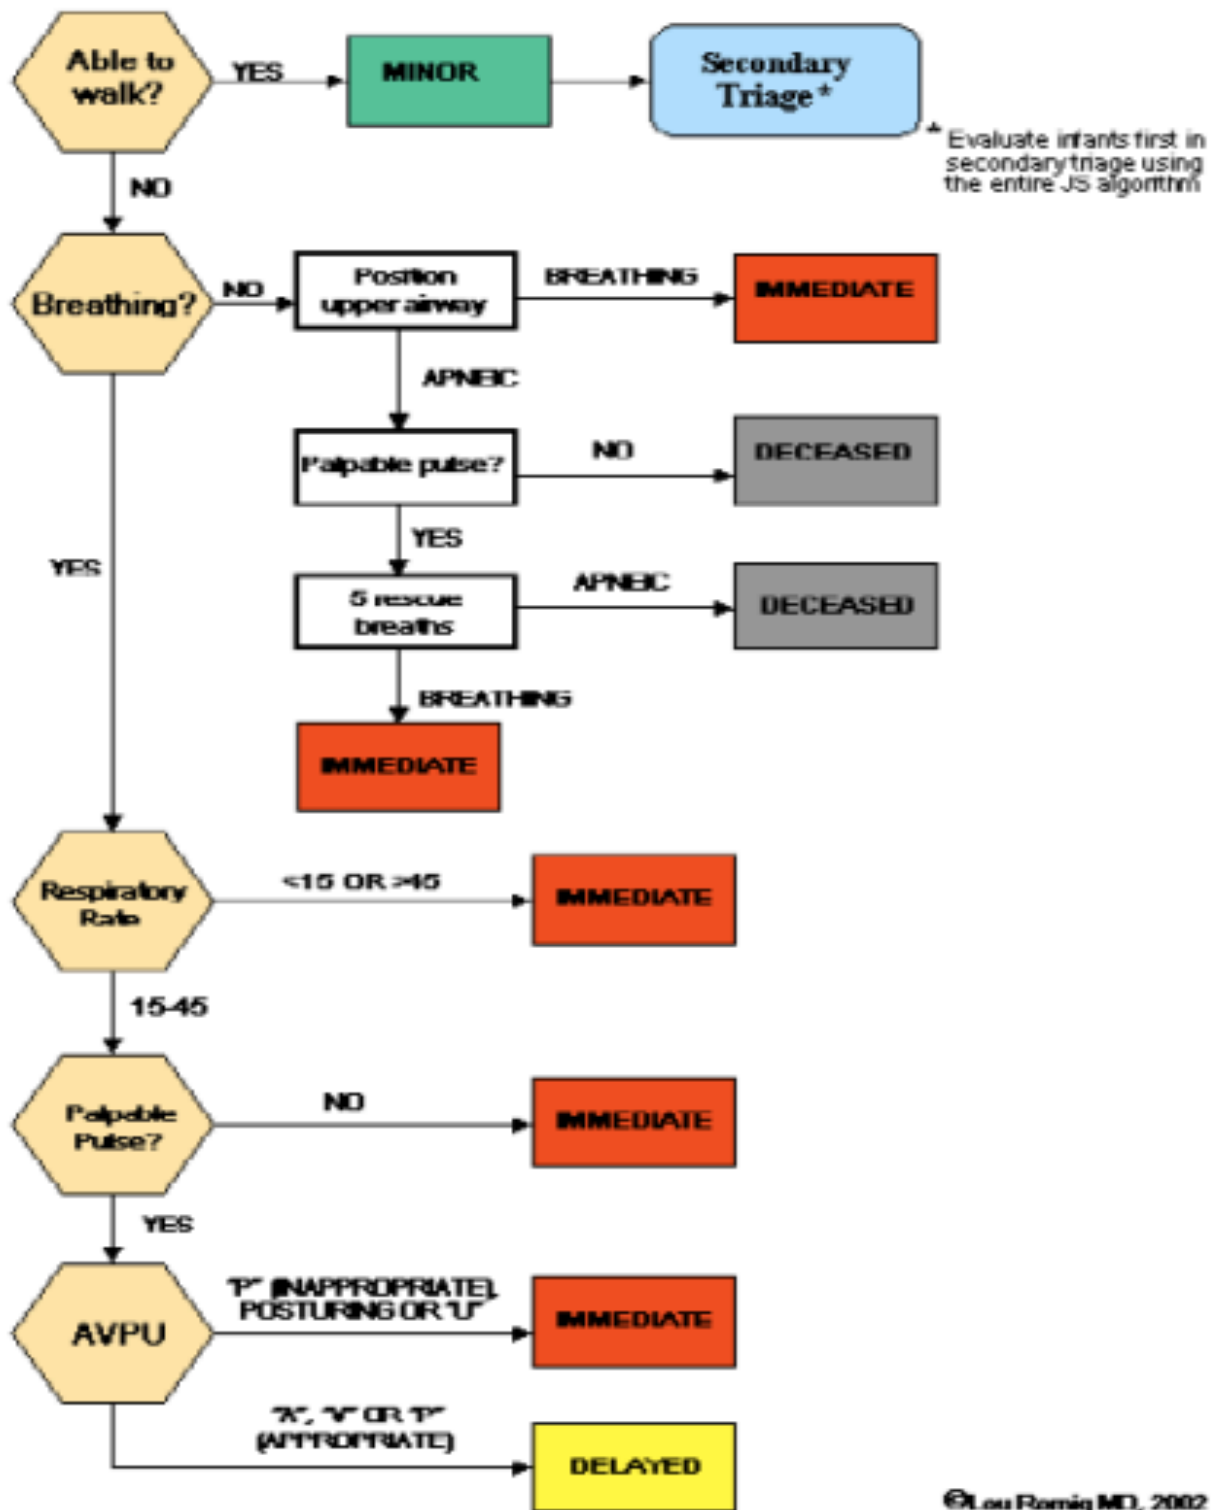 Able to
walk?
YES
MINOR
Secondary
Triage*
* Evaluate infants first in
secondary triage using
the entire JS algorithm
NO
Breathing?
NO
Position
upper airway
BREATHING
IMMEDIATE
APNEIC
Palpable pulse?
NO
DECEASED
YES
5 rescue
breaths
APNEIC
DECEASED
BREATHING
IMMEDIATE
YES
Respiratory
Rate
<15 OR >45
IMMEDIATE
15-45
Palpable
Pulse?
NO
IMMEDIATE
YES
AVPU
"P" (INAPPROPRIATE),
POSTURING OR "U"
IMMEDIATE
"A", "V" OR "P"
(APPROPRIATE)
DELAYED
©Lou Romig MD, 2002